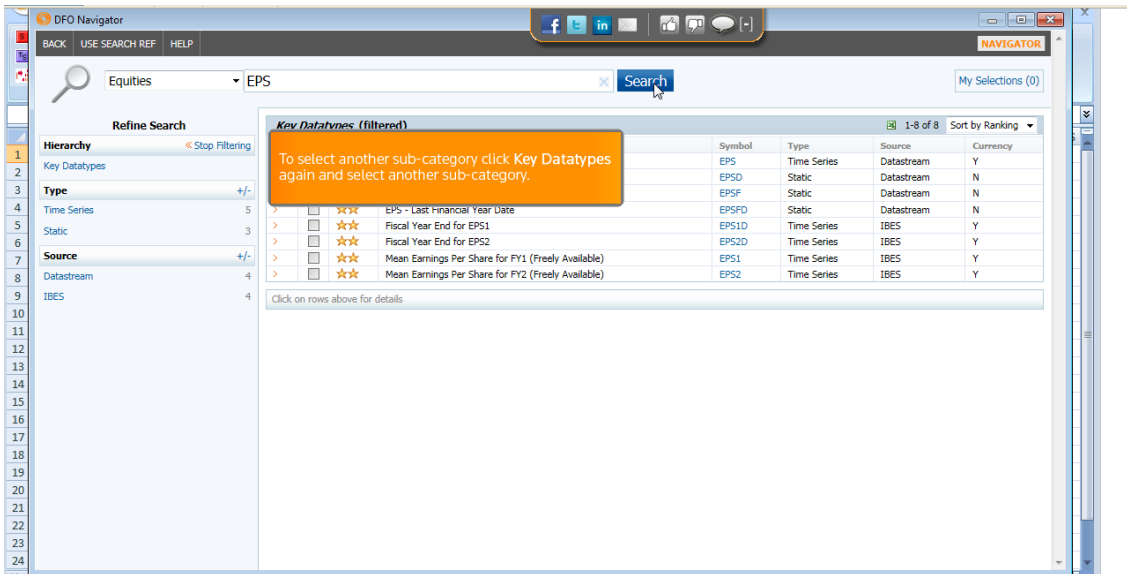 DFO Navigator
BACK USE SEARCH REF HELP NAVIGATOR
Equities EPS Search My Selections (0)
Refine Search
Hierarchy « Stop Filtering
Key Datatypes
Type +/-
Time Series 5
Static 3
Source +/-
Datastream 4
IBES 4
Key Datatypes (filtered) 1-8 of 8 Sort by Ranking
To select another sub-category click Key Datatypes
again and select another sub-category.
Symbol Type Source Currency
EPS Time Series Datastream Y
EPSD Static Datastream N
EPSF Static Datastream N
> EPS - Last Financial Year Date EPSFD Static Datastream N
> Fiscal Year End for EPS1 EPS1D Time Series IBES Y
> Fiscal Year End for EPS2 EPS2D Time Series IBES Y
> Mean Earnings Per Share for FY1 (Freely Available) EPS1 Time Series IBES Y
> Mean Earnings Per Share for FY2 (Freely Available) EPS2 Time Series IBES Y
Click on rows above for details
1
2
3
4
5
6
7
8
9
10
11
12
13
14
15
16
17
18
19
20
21
22
23
24